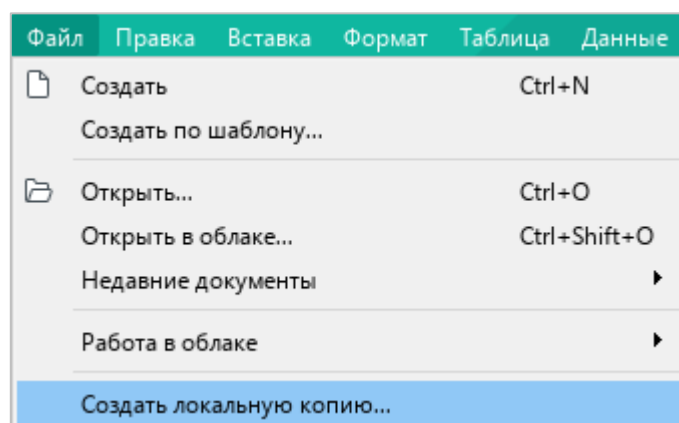 Файл Правка Вставка Формат Таблица Данные
Создать Ctrl+N
Создать по шаблону...
Открыть... Ctrl+O
Открыть в облаке... Ctrl+Shift+O
Недавние документы
Работа в облаке
Создать локальную копию...